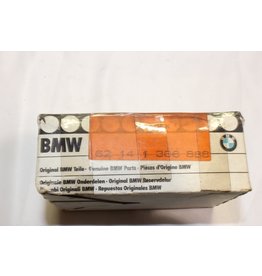 BMW
62 14 1 366 888
Original BMW Teile · Genuine BMW Parts · Pièces d'Origine BMW
Originele BMW Onderdelen · Original BMW Reservdelar
Originali BMW · Repuestos Originales BMW